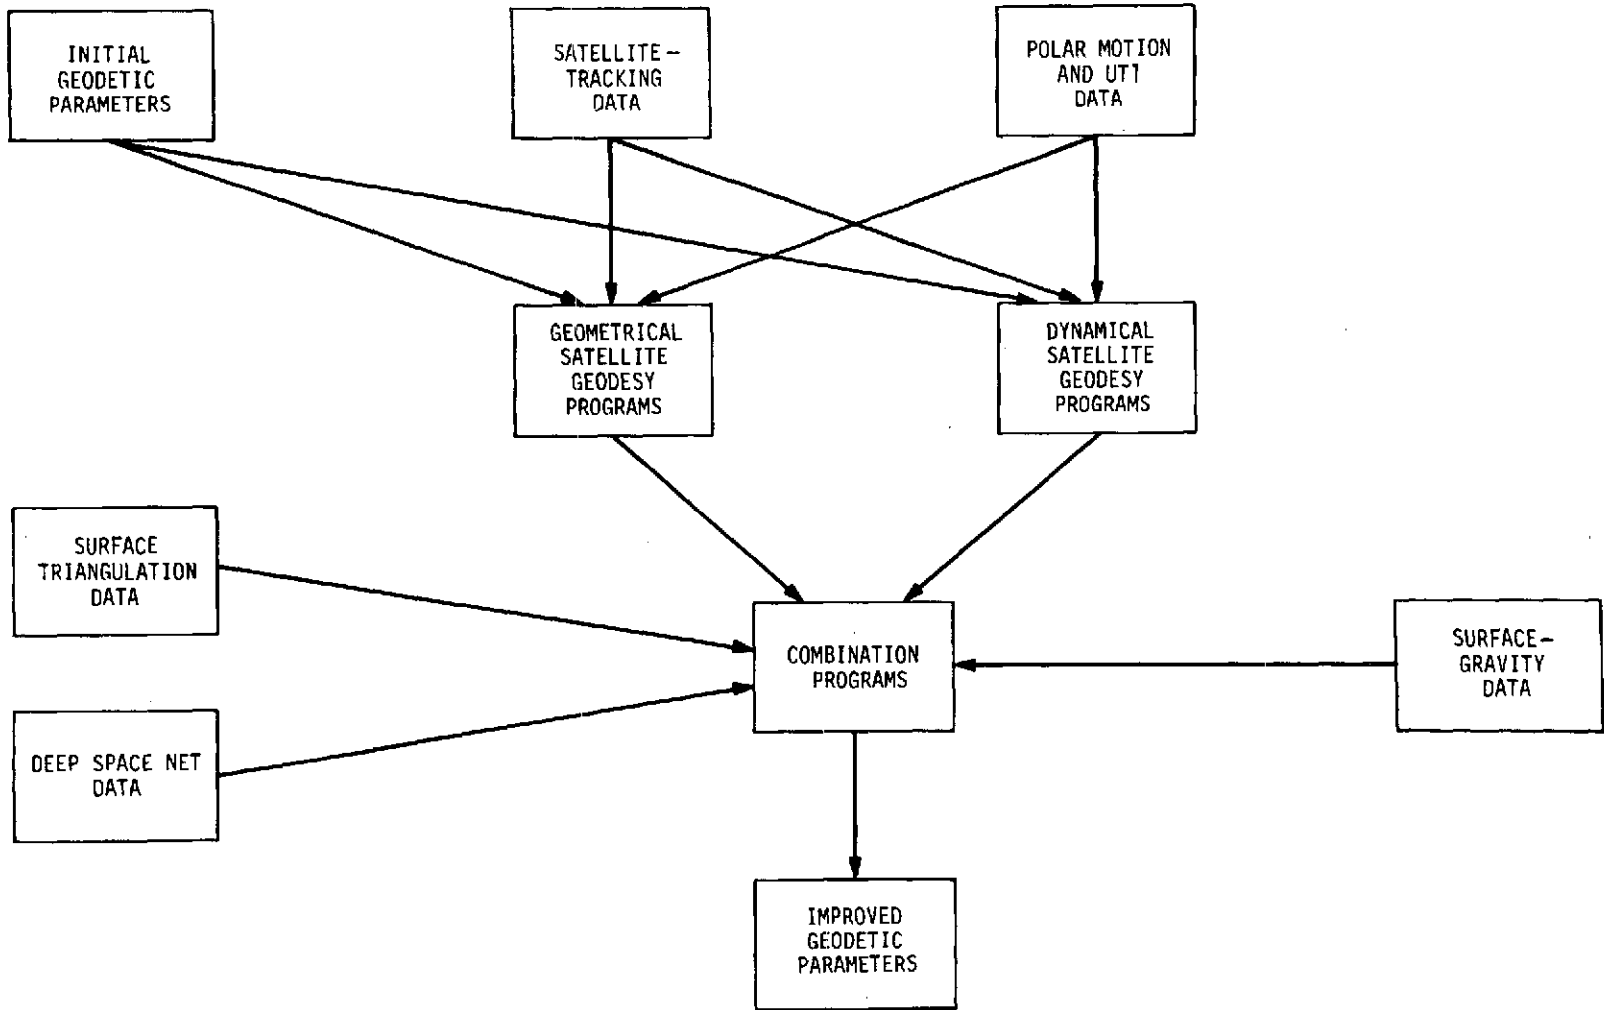 INITIAL
GEODETIC
PARAMETERS
SATELLITE-
TRACKING
DATA
POLAR MOTION
AND UT1
DATA
GEOMETRICAL
SATELLITE
GEODESY
PROGRAMS
DYNAMICAL
SATELLITE
GEODESY
PROGRAMS
SURFACE
TRIANGULATION
DATA
COMBINATION
PROGRAMS
SURFACE-
GRAVITY
DATA
DEEP SPACE NET
DATA
IMPROVED
GEODETIC
PARAMETERS